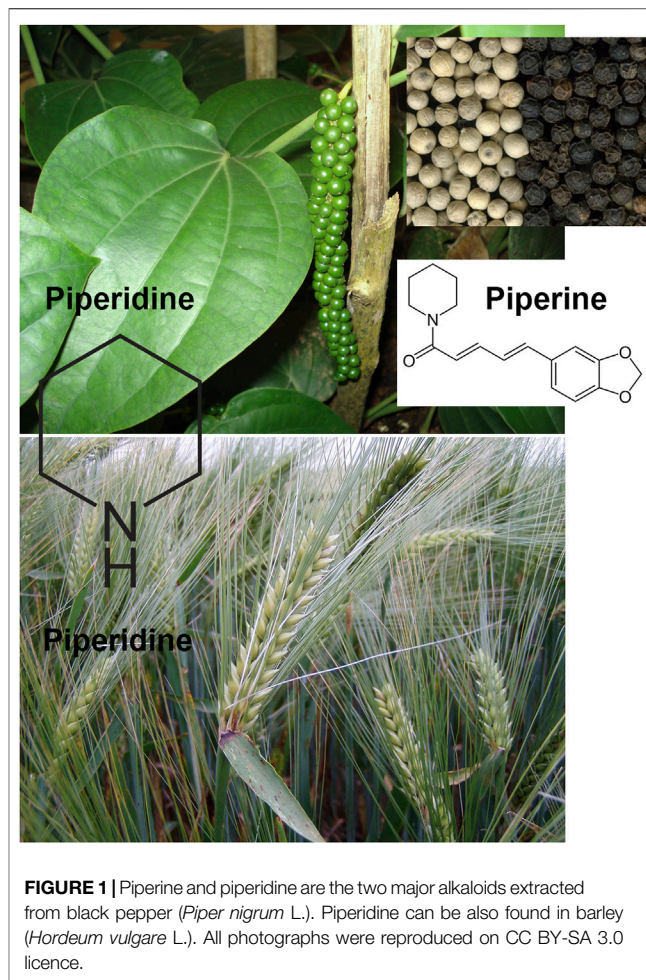 Piperidine
Piperine
N
O
O
O
N
H
Piperidine
FIGURE 1 | Piperine and piperidine are the two major alkaloids extracted
from black pepper (Piper nigrum L.). Piperidine can be also found in barley
(Hordeum vulgare L.). All photographs were reproduced on CC BY-SA 3.0
licence.